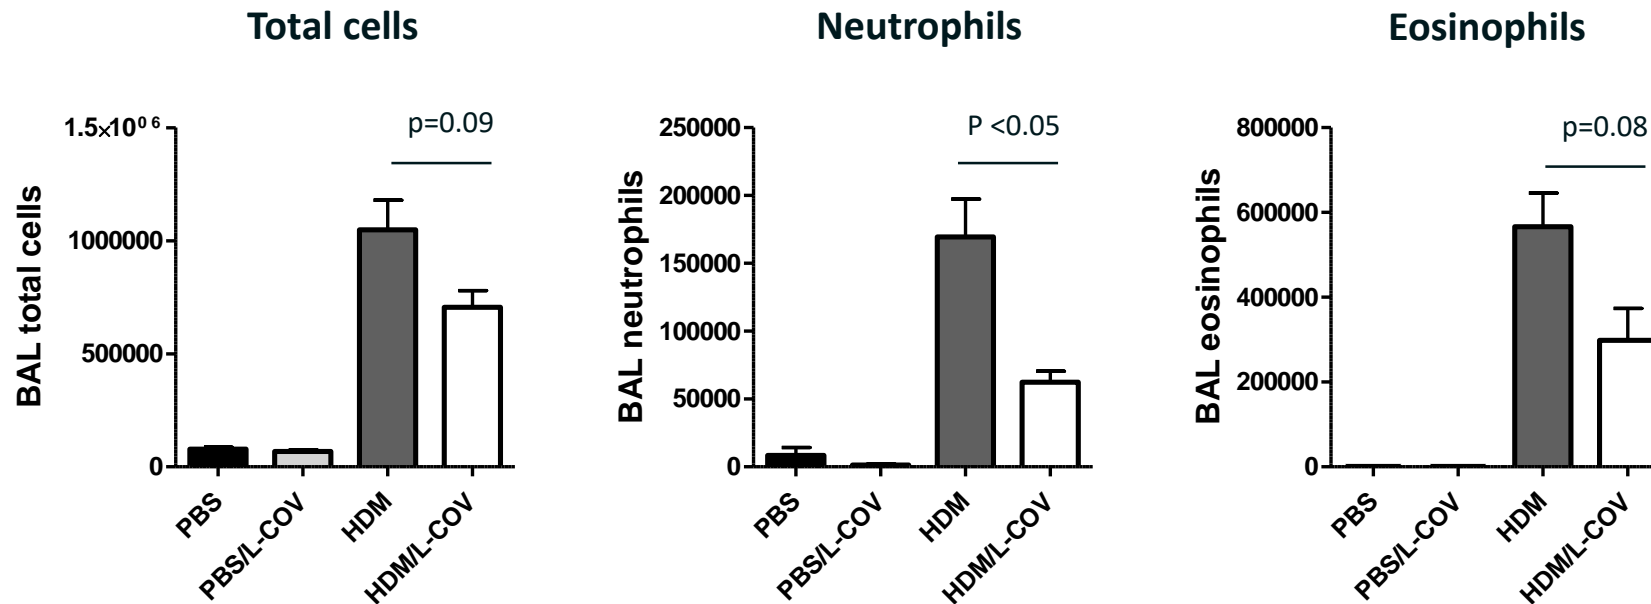 Total cells
Neutrophils
Eosinophils
p=0.09
P <0.05
p=0.08
BAL total cells
1.5×10⁰⁶
1000000
500000
0
PBS
PBS/L-COV
HDM
HDM/L-COV
BAL neutrophils
250000
200000
150000
100000
50000
0
PBS
PBS/L-COV
HDM
HDM/L-COV
BAL eosinophils
800000
600000
400000
200000
0
PBS
PBS/L-COV
HDM
HDM/L-COV